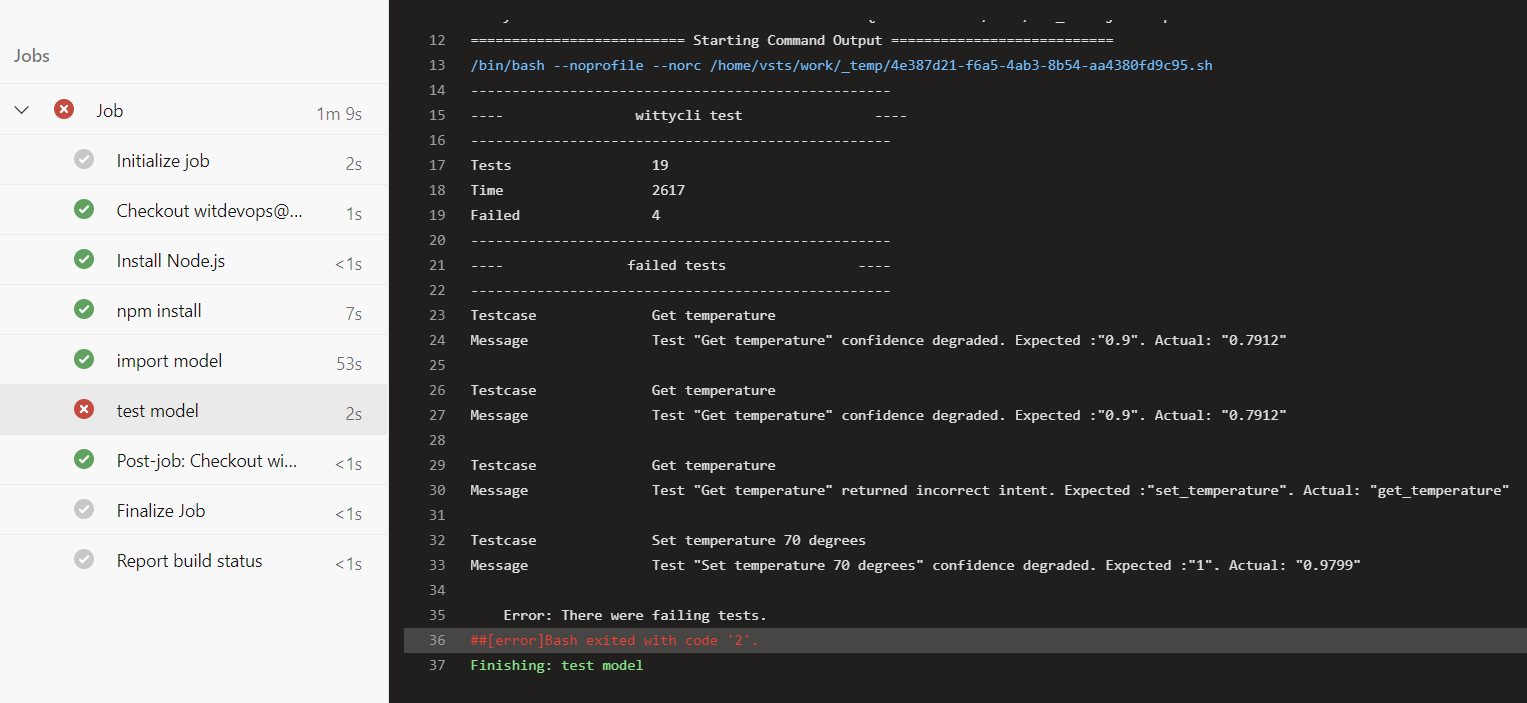 Jobs
Job 1m 9s
Initialize job 2s
Checkout witdevops@... 1s
Install Node.js <1s
npm install 7s
import model 53s
test model 2s
Post-job: Checkout wi... <1s
Finalize Job <1s
Report build status <1s
12 ========================== Starting Command Output ===========================
13 /bin/bash --noprofile --norc /home/vsts/work/_temp/4e387d21-f6a5-4ab3-8b54-aa4380fd9c95.sh
14 ---------------------------------------------------
15 ---- wittycli test ----
16 ---------------------------------------------------
17 Tests 19
18 Time 2617
19 Failed 4
20 ---------------------------------------------------
21 ---- failed tests ----
22 ---------------------------------------------------
23 Testcase Get temperature
24 Message Test "Get temperature" confidence degraded. Expected :"0.9". Actual: "0.7912"
25
26 Testcase Get temperature
27 Message Test "Get temperature" confidence degraded. Expected :"0.9". Actual: "0.7912"
28
29 Testcase Get temperature
30 Message Test "Get temperature" returned incorrect intent. Expected :"set_temperature". Actual: "get_temperature"
31
32 Testcase Set temperature 70 degrees
33 Message Test "Set temperature 70 degrees" confidence degraded. Expected :"1". Actual: "0.9799"
34
35 Error: There were failing tests.
36 ##[error]Bash exited with code '2'.
37 Finishing: test model